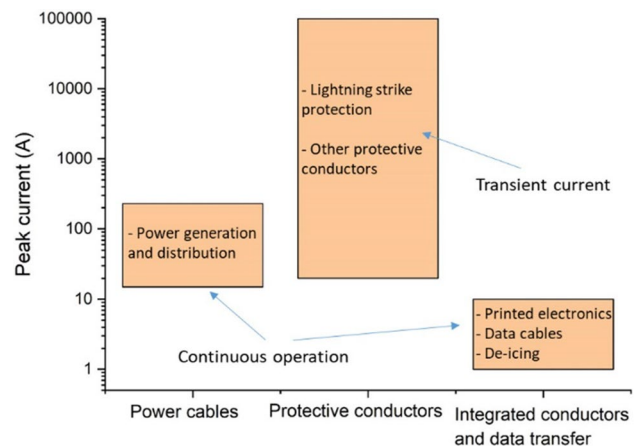 Peak current (A)
100000
10000
1000
100
10
1
- Power generation
and distribution
- Lightning strike
protection
- Other protective
conductors
Transient current
- Printed electronics
- Data cables
- De-icing
Continuous operation
Power cables
Protective conductors
Integrated conductors
and data transfer